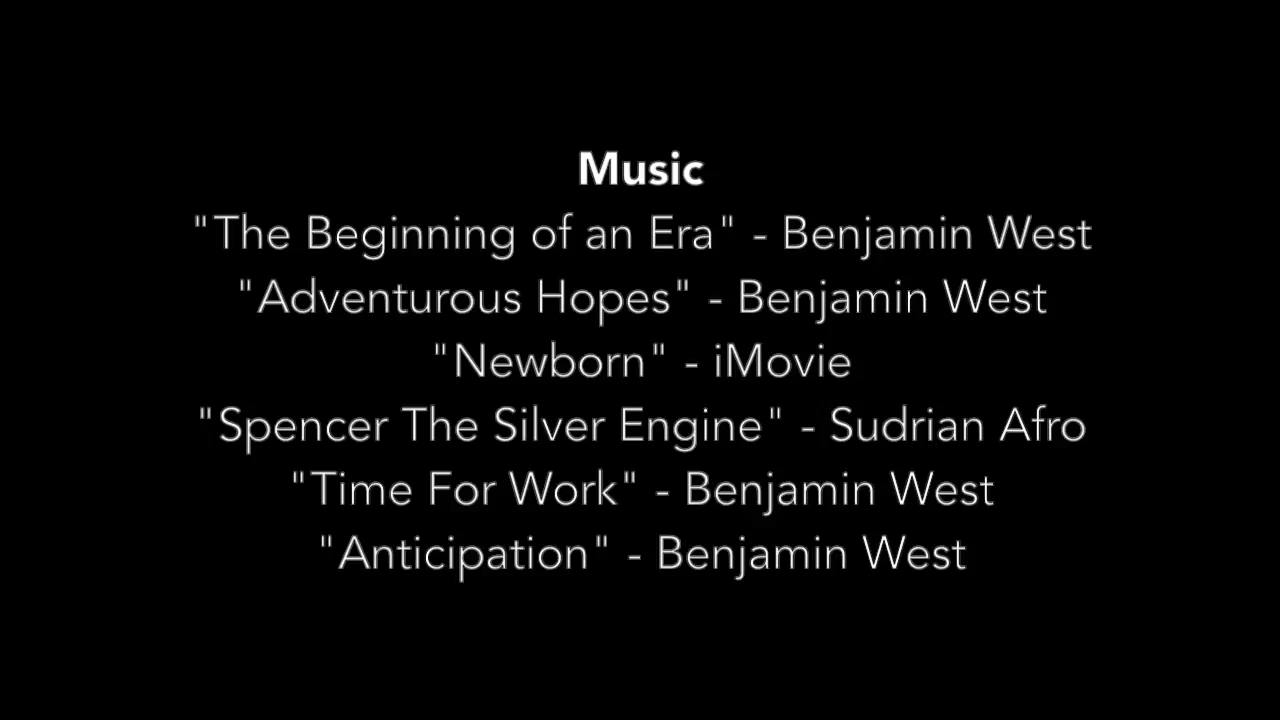 Music
"The Beginning of an Era" - Benjamin West
"Adventurous Hopes" - Benjamin West
"Newborn" - iMovie
"Spencer The Silver Engine" - Sudrian Afro
"Time For Work" - Benjamin West
"Anticipation" - Benjamin West